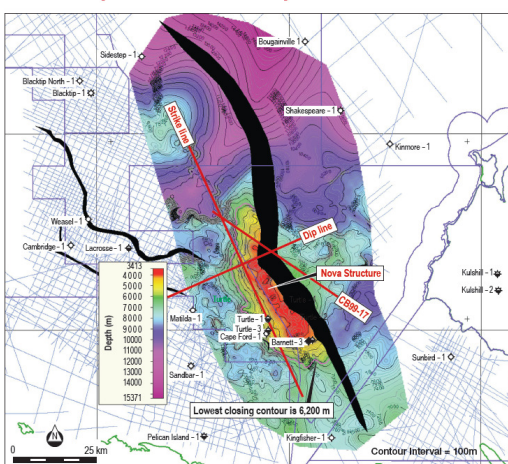 Bougainville - 1
Sidestep - 1
Blacktip North - 1
Blacktip - 1
Strike line
Shakespeare - 1
Kinmore - 1
Weasel - 1
Dip line
Cambridge - 1
Lacrosse - 1
3413
4000
5000
6000
7000
8000
9000
10000
11000
12000
13000
14000
15371
Depth (m)
Nova Structure
Kulshill - 1
Kulshill - 2
CB99-17
Matilda - 1
Turtle - 1
Turtle - 3
Cape Ford - 1
Barnett - 3
Sunbird - 1
Sandbar - 1
Lowest closing contour is 6,200 m
Pelican Island - 1
Kingfisher - 1
Contour Interval = 100m
0
25 km